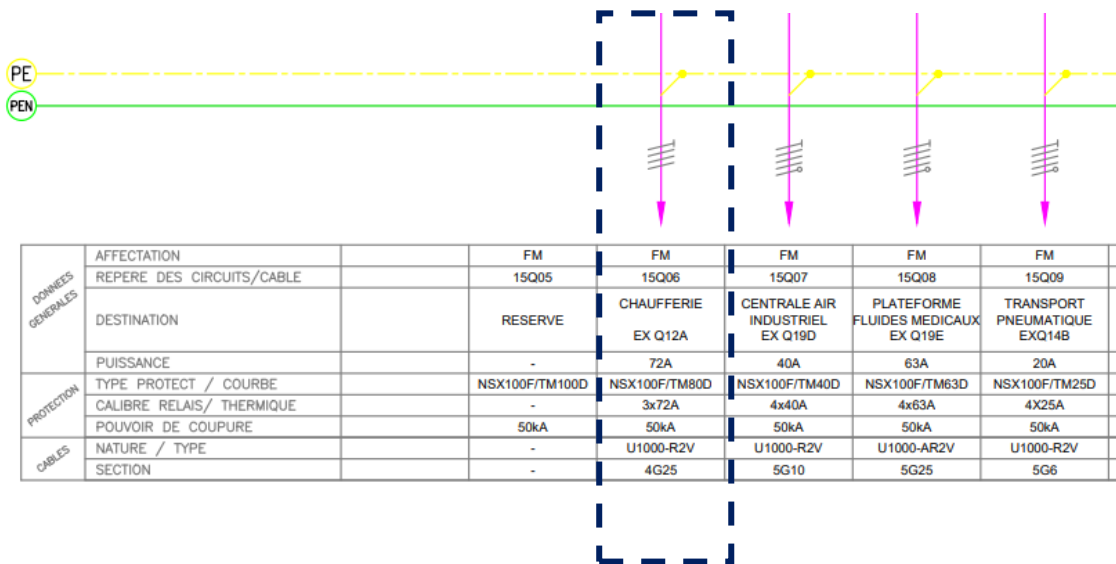 PE
PEN
DONNEES GENERALES
AFFECTATION FM FM FM FM FM
REPERE DES CIRCUITS/CABLE 15Q05 15Q06 15Q07 15Q08 15Q09
DESTINATION RESERVE CHAUFFERIE EX Q12A CENTRALE AIR INDUSTRIEL EX Q19D PLATEFORME FLUIDES MEDICAUX EX Q19E TRANSPORT PNEUMATIQUE EXQ14B
PUISSANCE - 72A 40A 63A 20A
PROTECTION
TYPE PROTECT / COURBE NSX100F/TM100D NSX100F/TM80D NSX100F/TM40D NSX100F/TM63D NSX100F/TM25D
CALIBRE RELAIS/ THERMIQUE - 3x72A 4x40A 4x63A 4X25A
POUVOIR DE COUPURE 50kA 50kA 50kA 50kA 50kA
CABLES
NATURE / TYPE - U1000-R2V U1000-R2V U1000-AR2V U1000-R2V
SECTION - 4G25 5G10 5G25 5G6